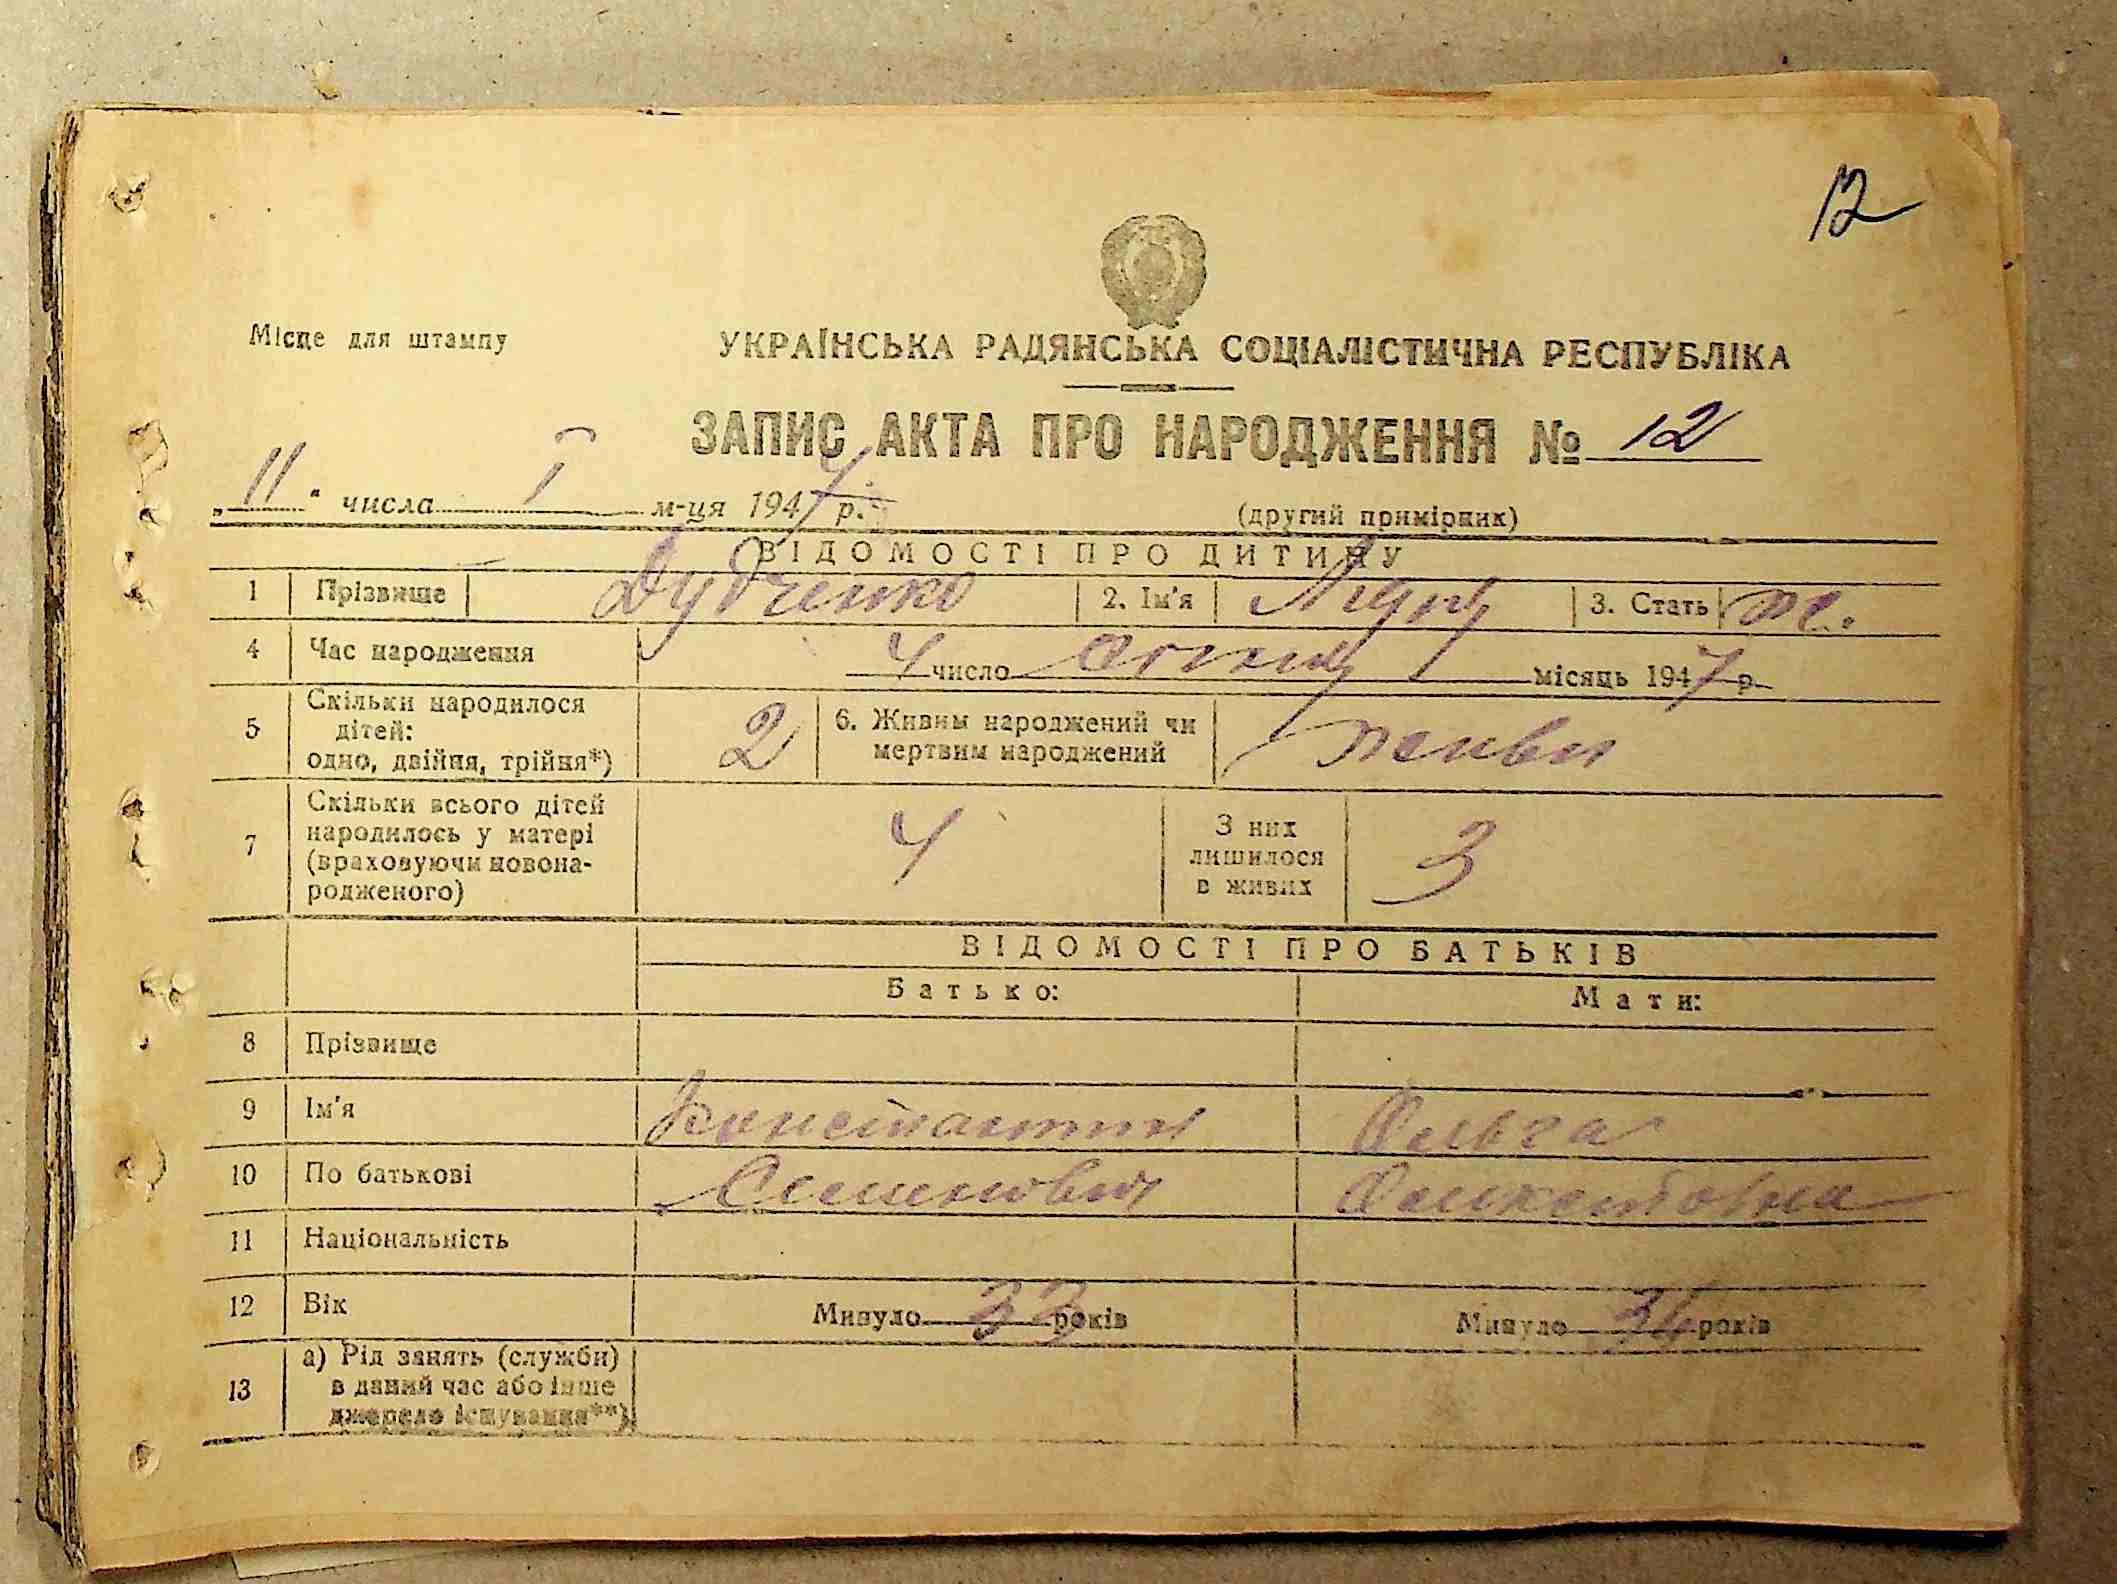 12
Місце для штампу
УКРАЇНСЬКА РАДЯНСЬКА СОЦІАЛІСТИЧНА РЕСПУБЛІКА
ЗАПИС АКТА ПРО НАРОДЖЕННЯ № 12
„11“ числа I м-ця 1947 р.
(другий примірник)
ВІДОМОСТІ ПРО ДИТИНУ
1 Прізвище Дудченко 2. Ім'я 3. Стать ж.
4 Час народження 4 число місяць 1947 р.
5 Скільки народилося дітей: одно, двійня, трійня*) 2 6. Живим народжений чи мертвим народжений живи
7 Скільки всього дітей народилось у матері (враховуючи новонародженого) 4 З них лишилося в живих 3
ВІДОМОСТІ ПРО БАТЬКІВ
Батько: Мати:
8 Прізвище
9 Ім'я Константин Ольга
10 По батькові Семенович
11 Національність
12 Вік Минуло 33 років Минуло років
13 а) Рід занять (служби) в даний час або інше джерело існування**)